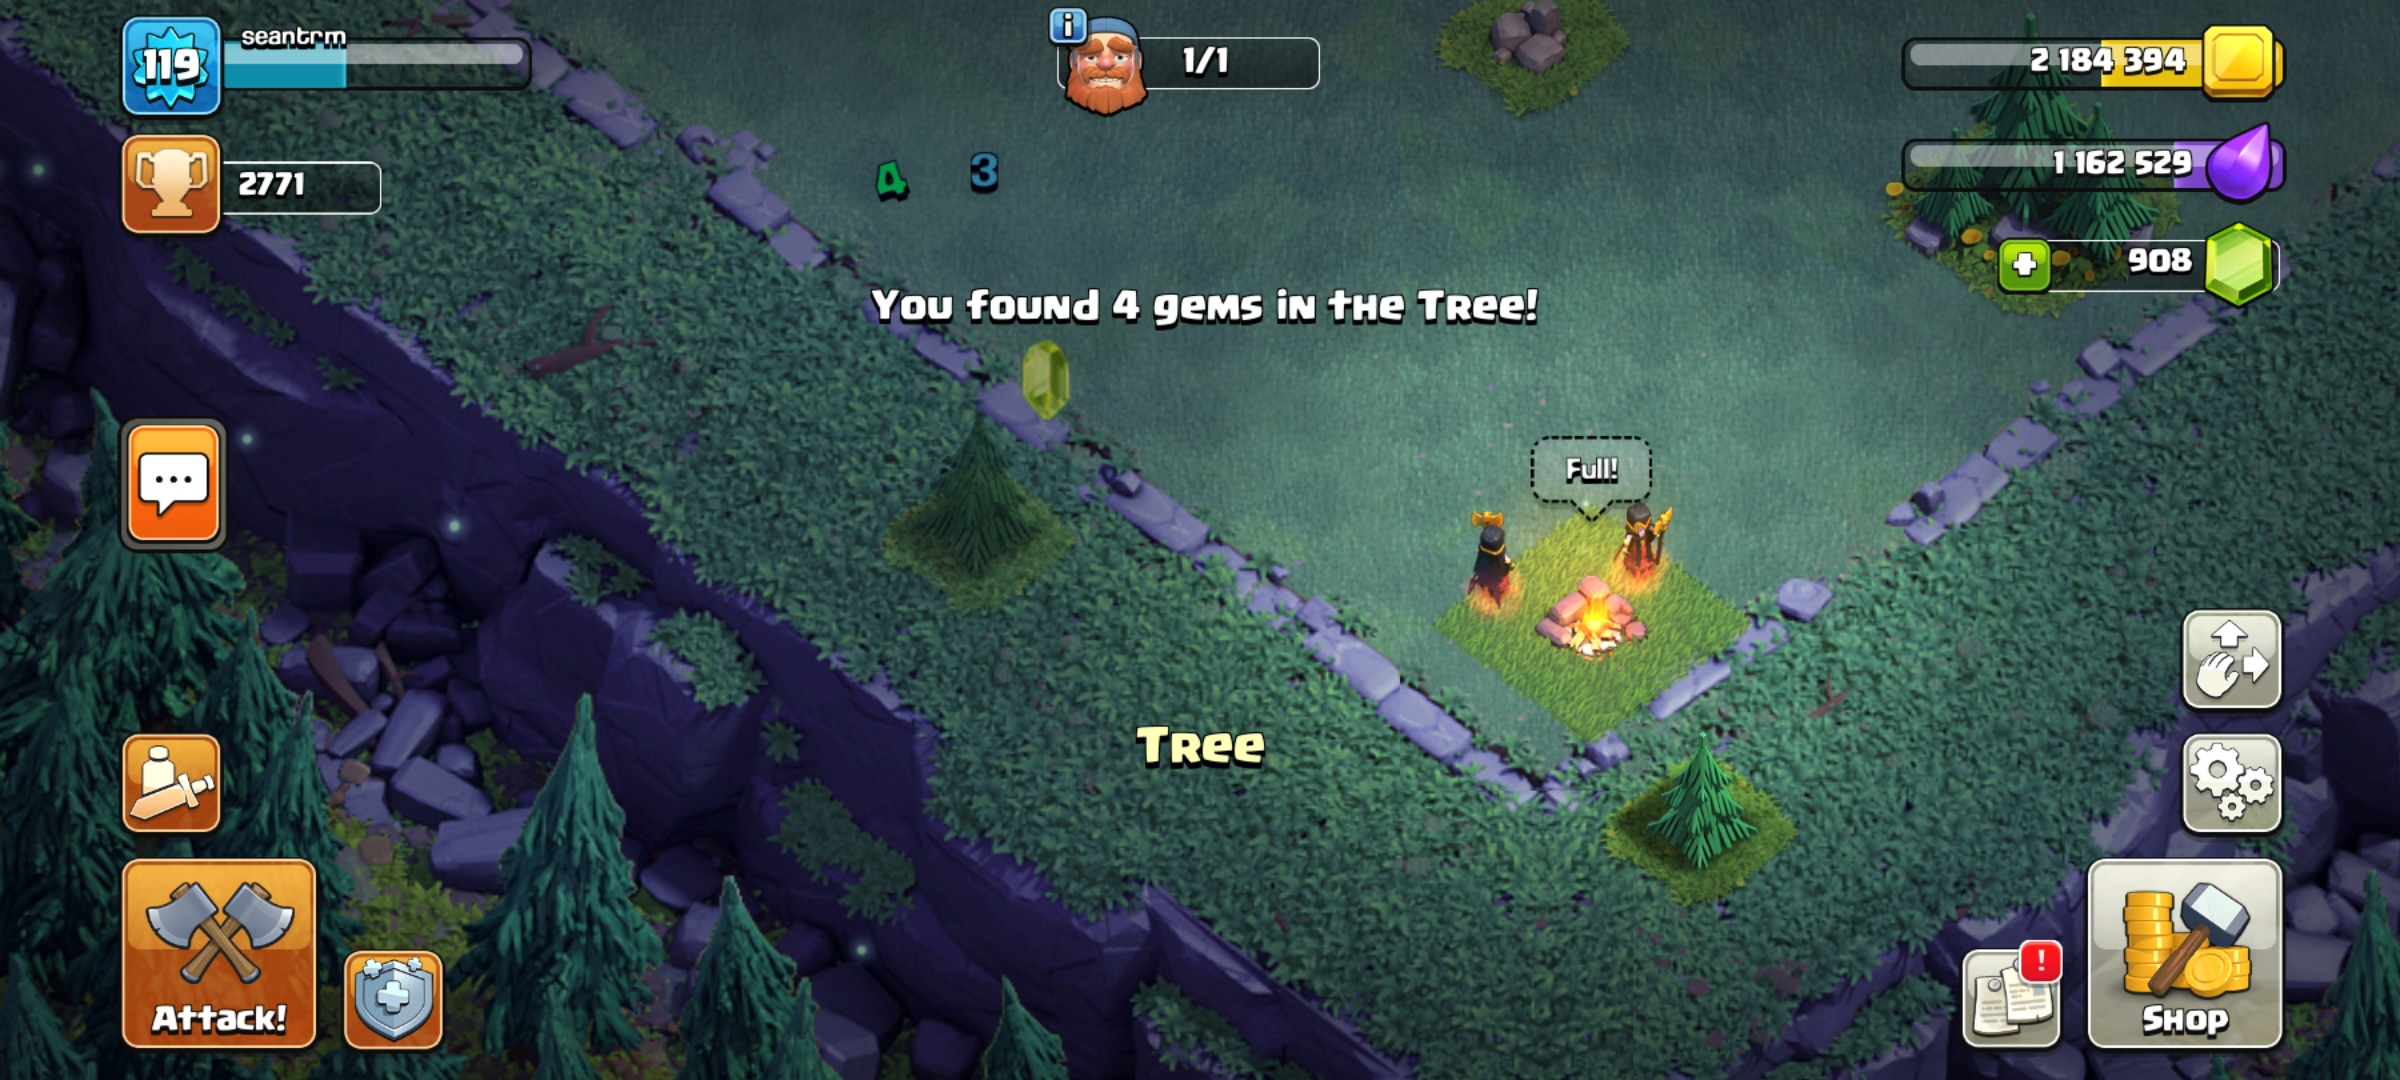 119
seantrm
i
1/1
2 184 394
2771
1 162 529
4
3
908
You found 4 gems in the Tree!
Full!
Tree
Attack!
!
Shop